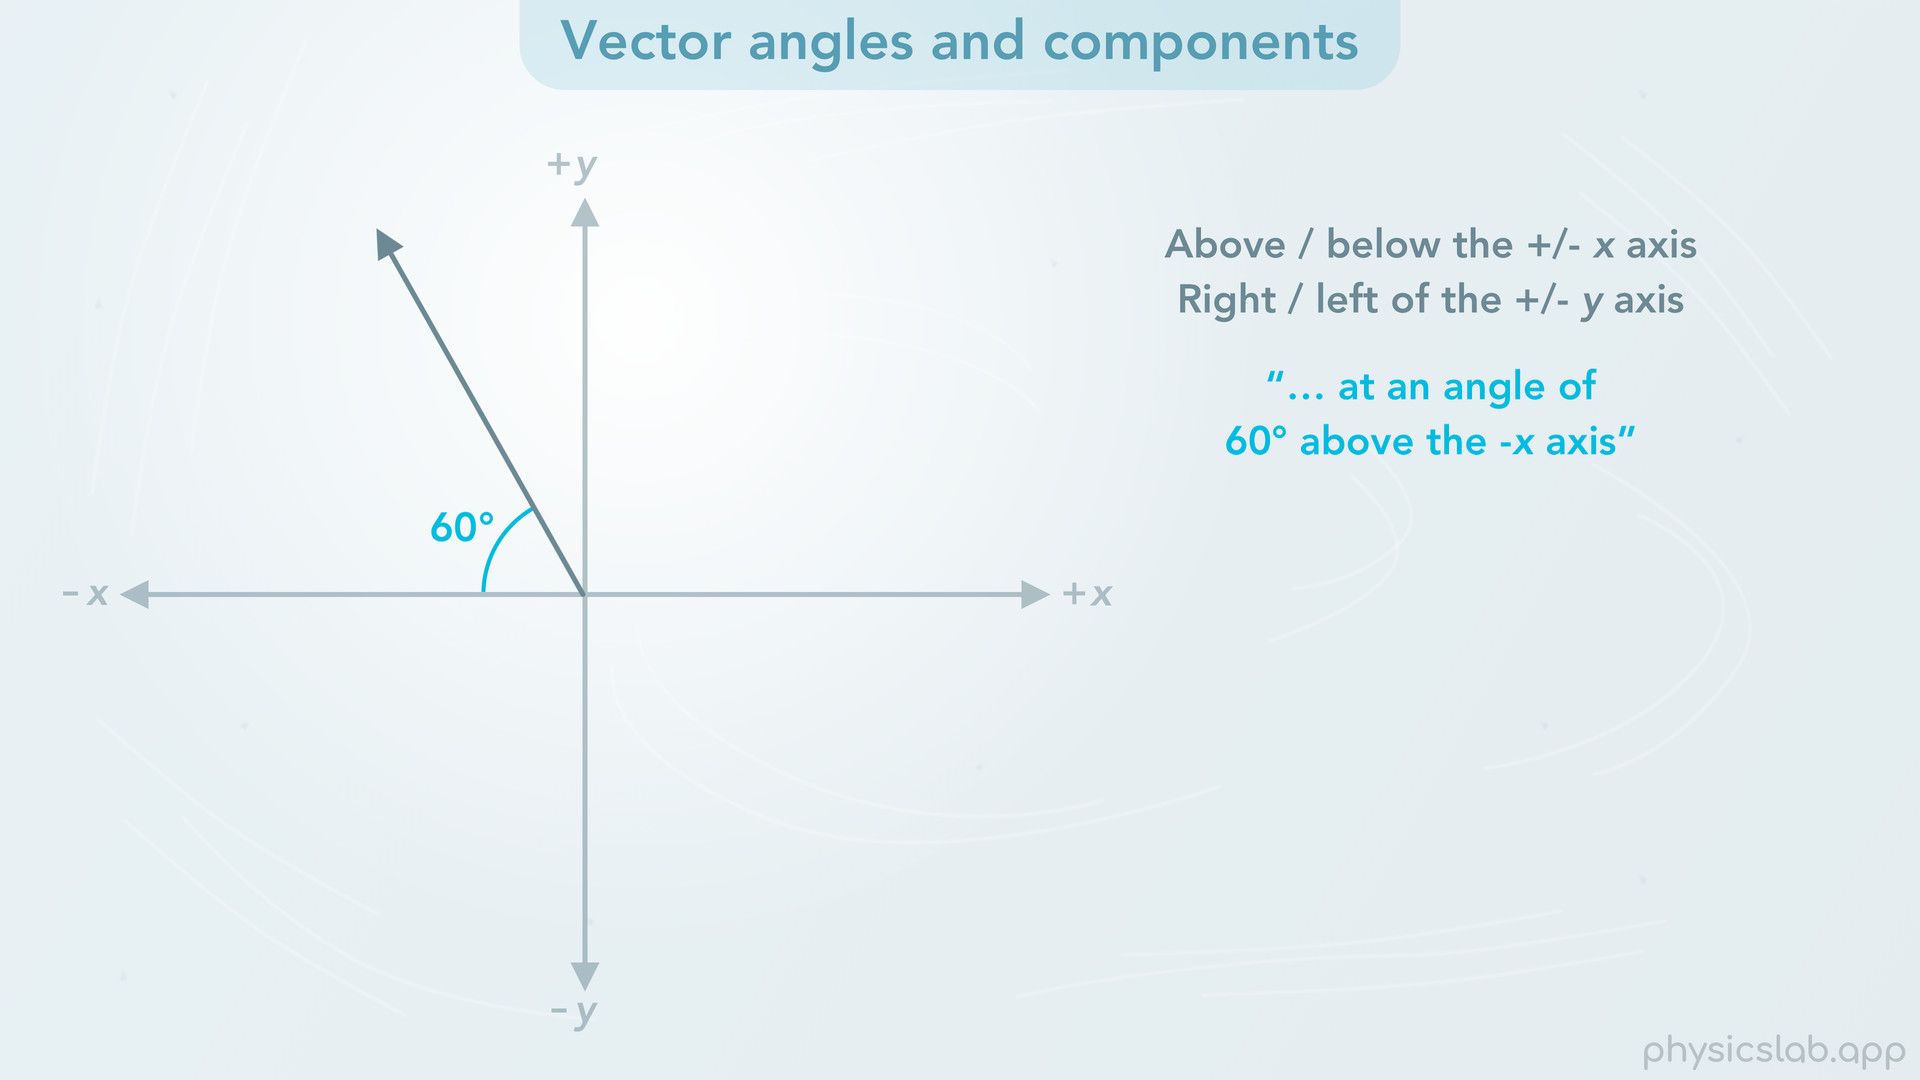 Vector angles and components
+y
Above / below the +/- x axis
Right / left of the +/- y axis
“... at an angle of
60° above the -x axis”
60°
-x
+x
-y
physicslab.app